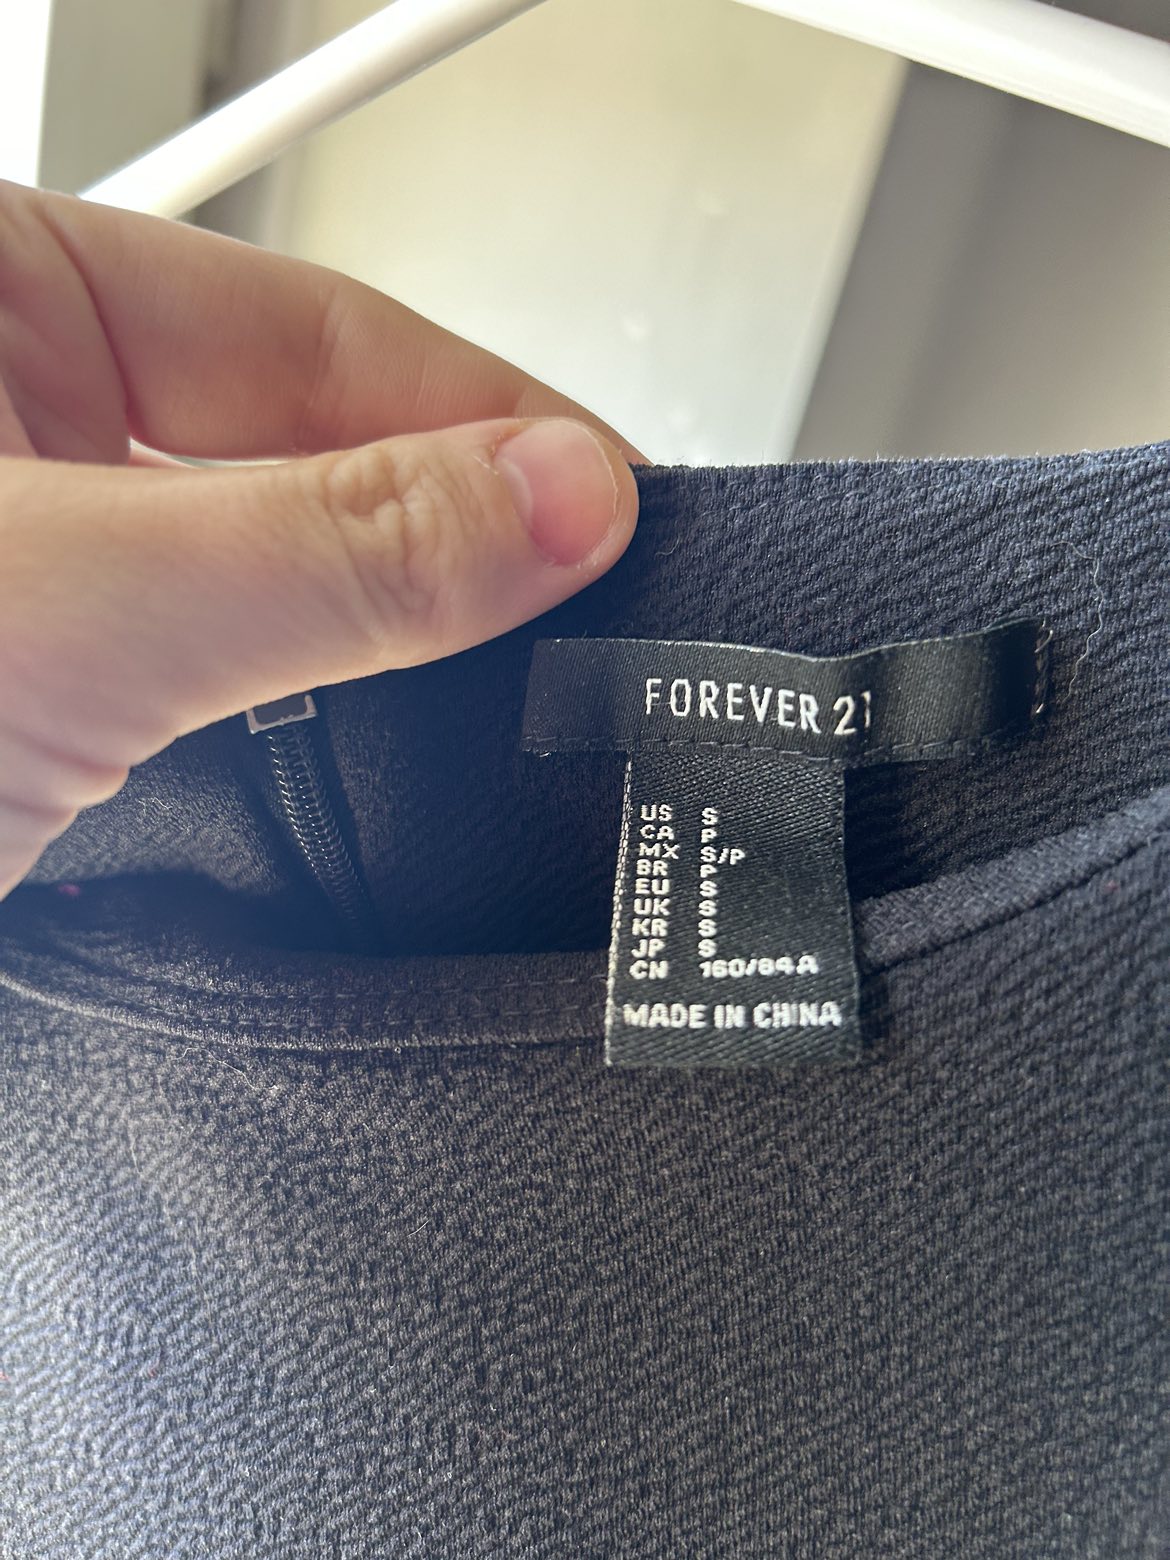 FOREVER 21
US S
CA P
MX S/P
BR P
EU S
UK S
KR S
JP S
CN 160/84A
MADE IN CHINA